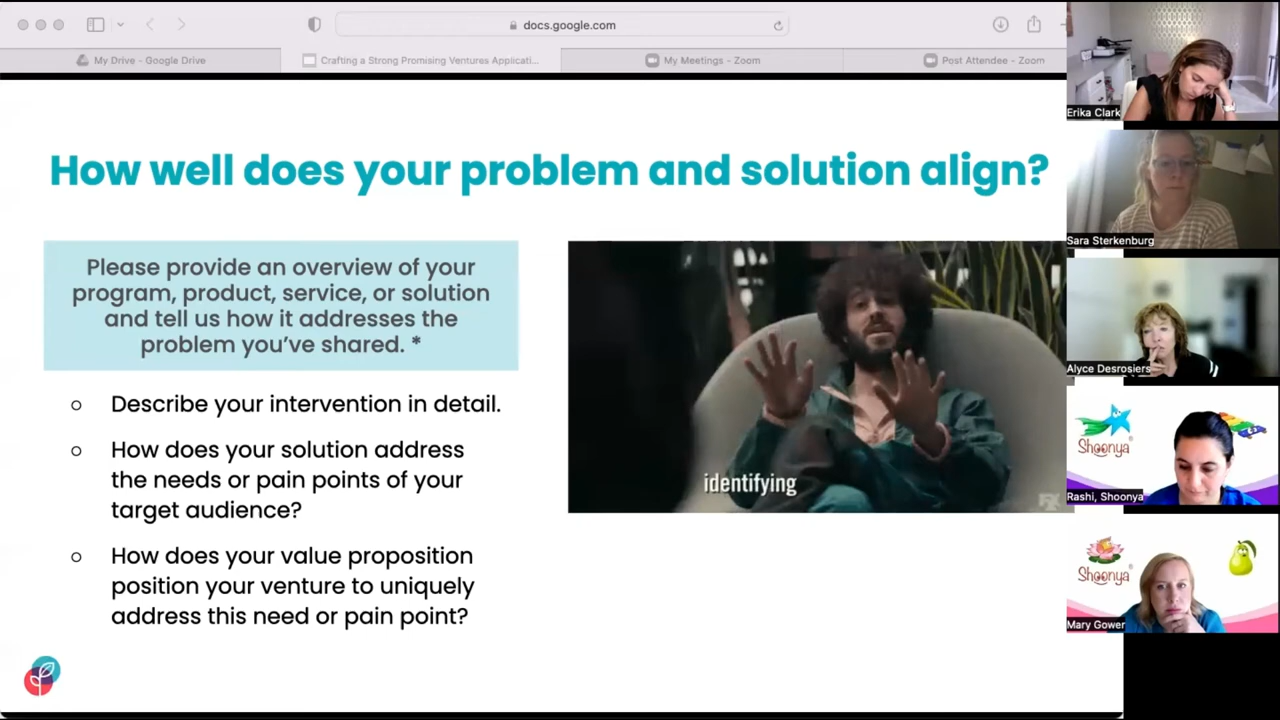 docs.google.com
My Drive - Google Drive
Crafting a Strong Promising Ventures Applicati...
My Meetings - Zoom
Post Attendee - Zoom
How well does your problem and solution align?
Please provide an overview of your
program, product, service, or solution
and tell us how it addresses the
problem you've shared. *
Describe your intervention in detail.
How does your solution address
the needs or pain points of your
target audience?
How does your value proposition
position your venture to uniquely
address this need or pain point?
identifying
FX
Erika Clark
Sara Sterkenburg
Alyce Desrosiers
Shoonya
Rashi, Shoonya
Shoonya
Mary Gower